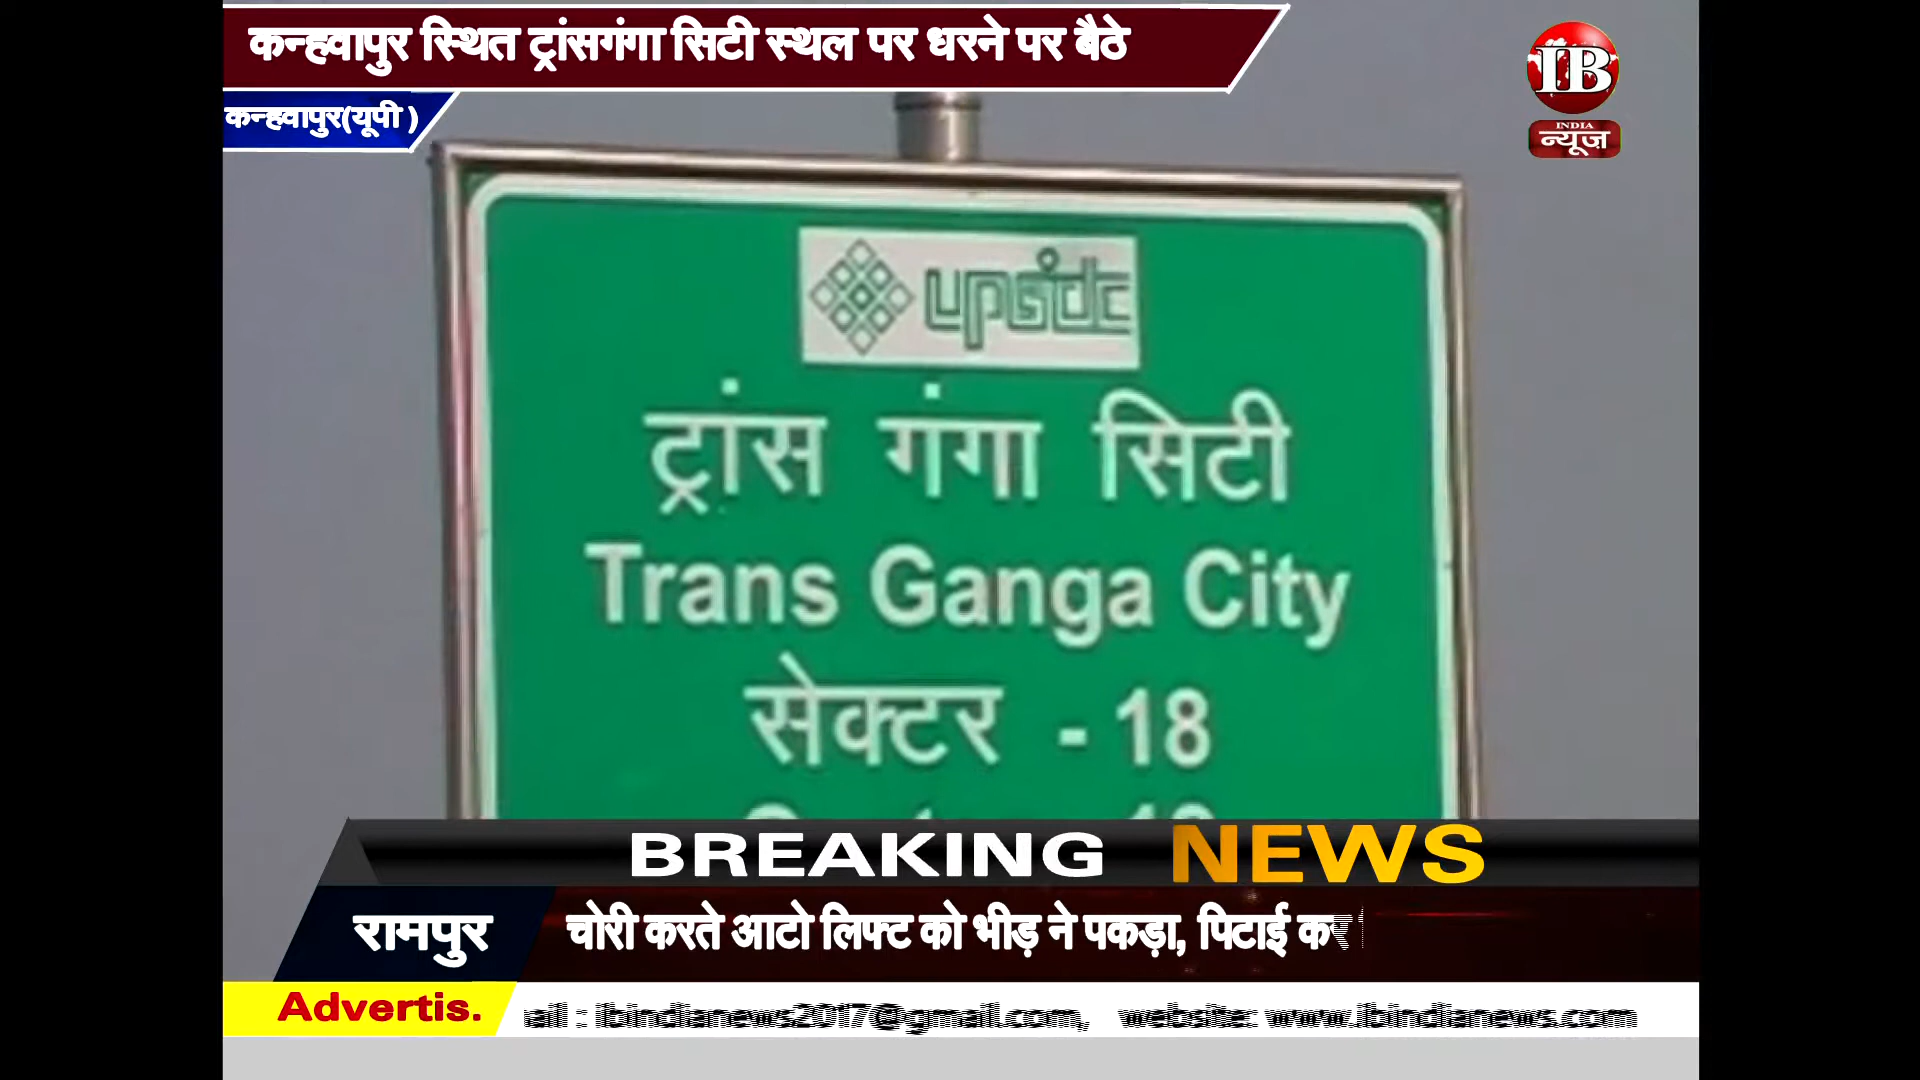 कन्हवापुर स्थित ट्रांसगंगा सिटी स्थल पर धरने पर बैठे
कन्हवापुर(यूपी )
IB
INDIA
न्यूज़
upsidc
ट्रांस गंगा सिटी
Trans Ganga City
सेक्टर - 18
BREAKING NEWS
रामपुर
चोरी करते आटो लिफ्ट को भीड़ ने पकड़ा, पिटाई कर
Advertis.
ail : ibindianews2017@gmail.com, website: www.ibindianews.com